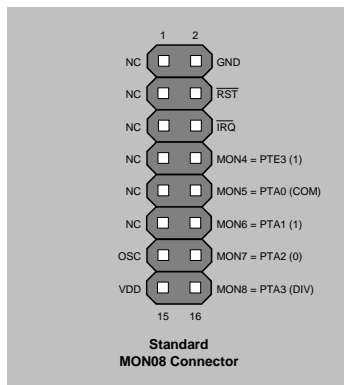 1 2
NC GND
NC RST
NC IRQ
NC MON4 = PTE3 (1)
NC MON5 = PTA0 (COM)
NC MON6 = PTA1 (1)
OSC MON7 = PTA2 (0)
VDD MON8 = PTA3 (DIV)
15 16
Standard
MON08 Connector